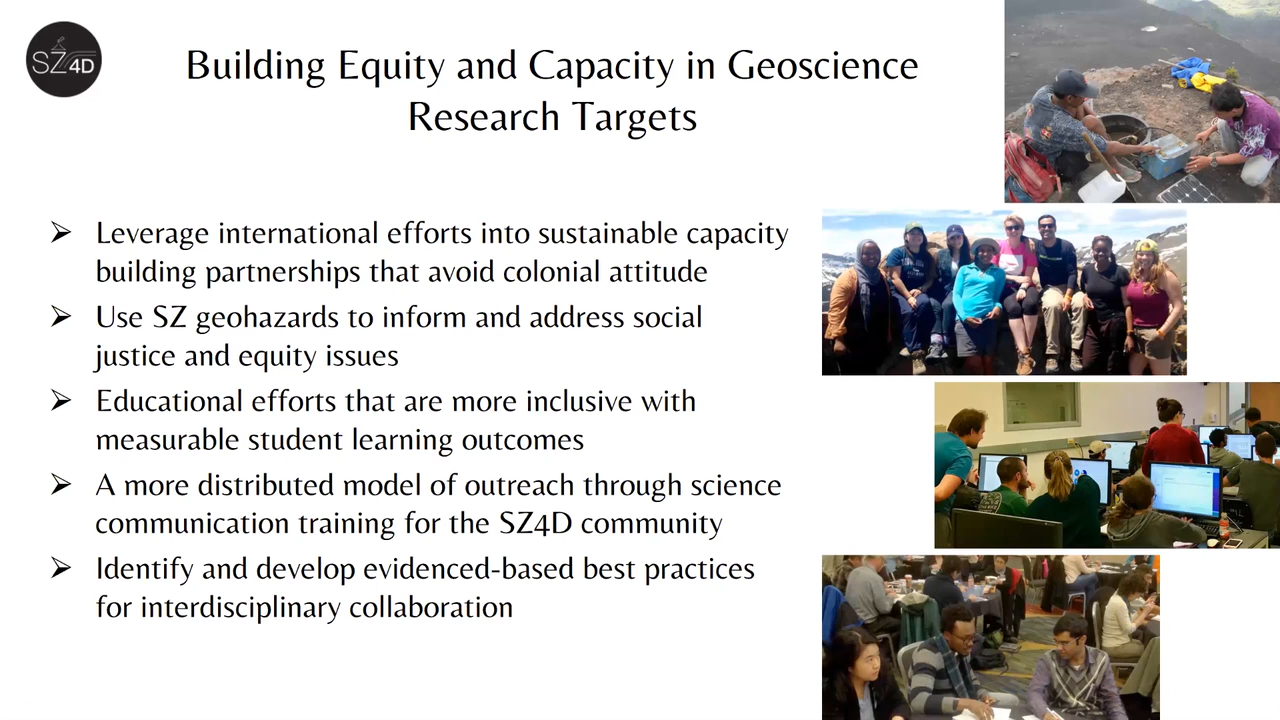 SZ4D
Building Equity and Capacity in Geoscience
Research Targets
Leverage international efforts into sustainable capacity
building partnerships that avoid colonial attitude
Use SZ geohazards to inform and address social
justice and equity issues
Educational efforts that are more inclusive with
measurable student learning outcomes
A more distributed model of outreach through science
communication training for the SZ4D community
Identify and develop evidenced-based best practices
for interdisciplinary collaboration